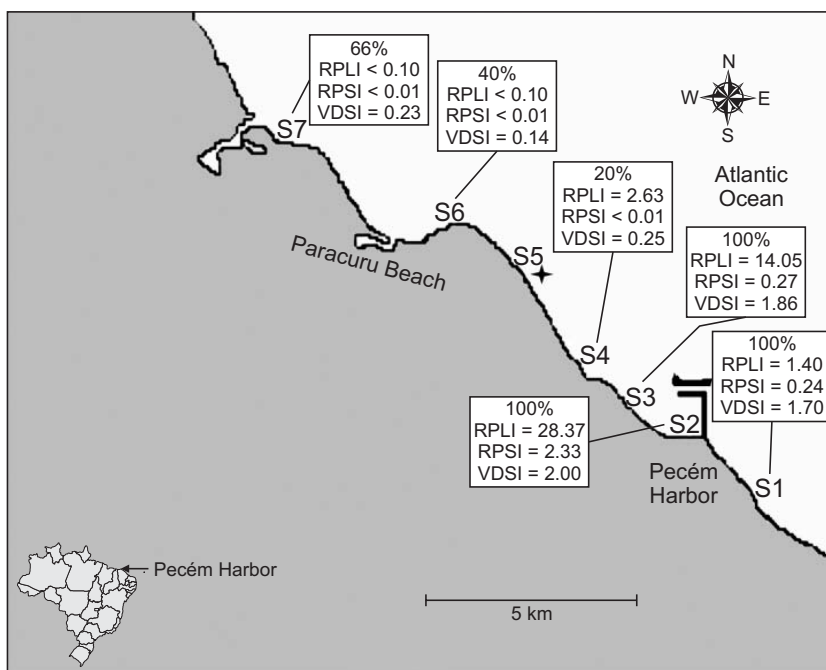 66%
RPLI < 0.10
RPSI < 0.01
VDSI = 0.23
S7
40%
RPLI < 0.10
RPSI < 0.01
VDSI = 0.14
S6
N
W E
S
Atlantic
Ocean
20%
RPLI = 2.63
RPSI < 0.01
VDSI = 0.25
S5
Paracuru Beach
S4
100%
RPLI = 14.05
RPSI = 0.27
VDSI = 1.86
S3
100%
RPLI = 1.40
RPSI = 0.24
VDSI = 1.70
100%
RPLI = 28.37
RPSI = 2.33
VDSI = 2.00
S2
Pecém
Harbor
S1
Pecém Harbor
5 km